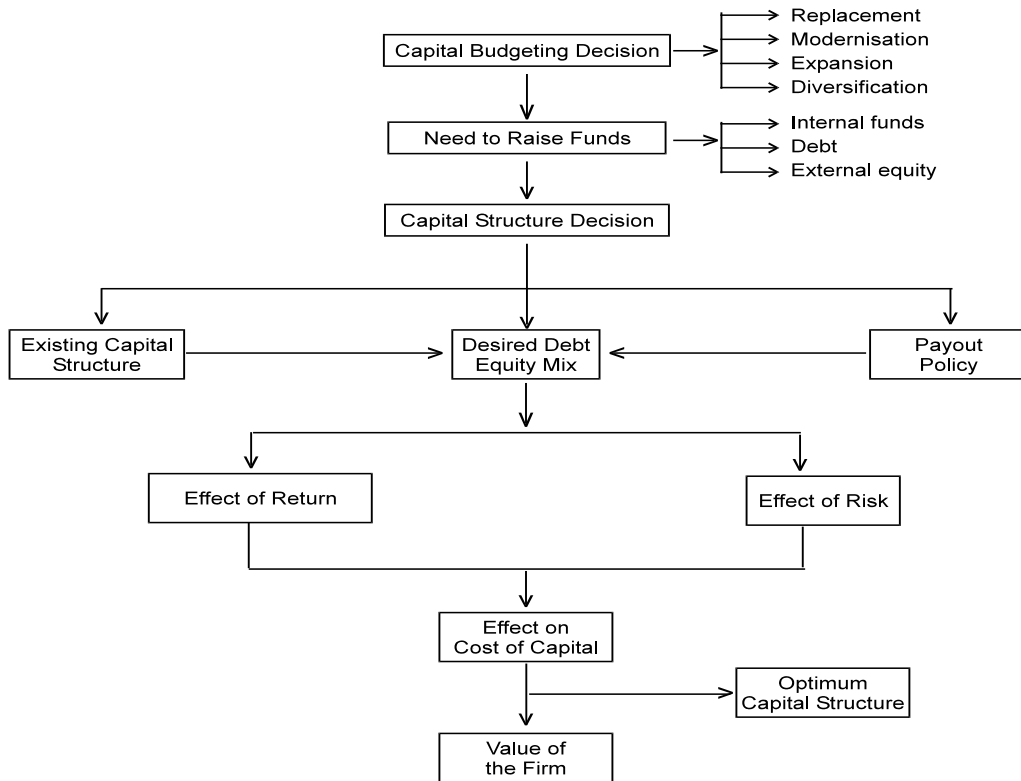 Capital Budgeting Decision
Replacement
Modernisation
Expansion
Diversification
Need to Raise Funds
Internal funds
Debt
External equity
Capital Structure Decision
Existing Capital
Structure
Desired Debt
Equity Mix
Payout
Policy
Effect of Return
Effect of Risk
Effect on
Cost of Capital
Optimum
Capital Structure
Value of
the Firm